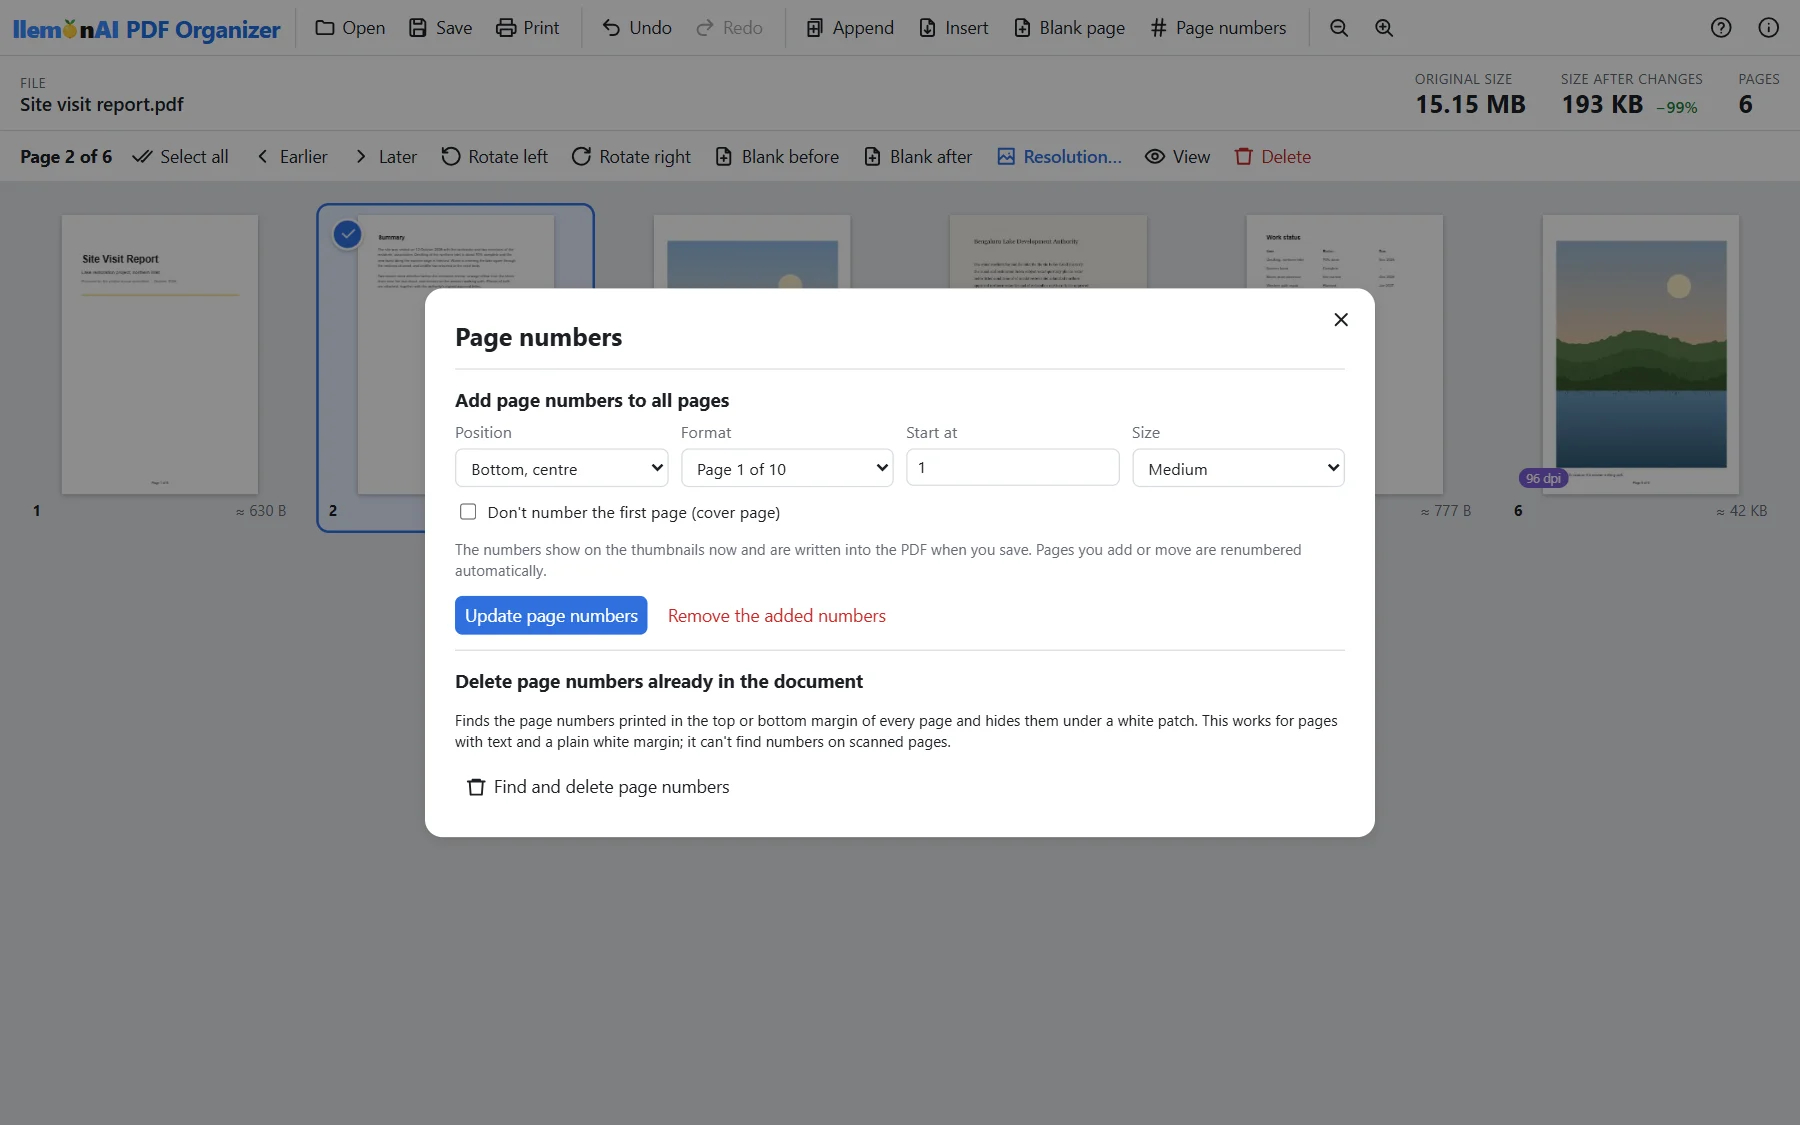 llemonAI PDF Organizer
Open
Save
Print
Undo
Redo
Append
Insert
Blank page
Page numbers
FILE
Site visit report.pdf
ORIGINAL SIZE
15.15 MB
SIZE AFTER CHANGES
193 KB −99%
PAGES
6
Page 2 of 6
Select all
Earlier
Later
Rotate left
Rotate right
Blank before
Blank after
Resolution...
View
Delete
Site Visit Report
Summary
Bengaluru Lake Development Authority
Work status
1
≈ 630 B
2
≈ 777 B
96 dpi
6
≈ 42 KB
Page numbers
Add page numbers to all pages
Position
Format
Start at
Size
Bottom, centre
Page 1 of 10
1
Medium
Don't number the first page (cover page)
The numbers show on the thumbnails now and are written into the PDF when you save. Pages you add or move are renumbered
automatically.
Update page numbers
Remove the added numbers
Delete page numbers already in the document
Finds the page numbers printed in the top or bottom margin of every page and hides them under a white patch. This works for pages
with text and a plain white margin; it can't find numbers on scanned pages.
Find and delete page numbers